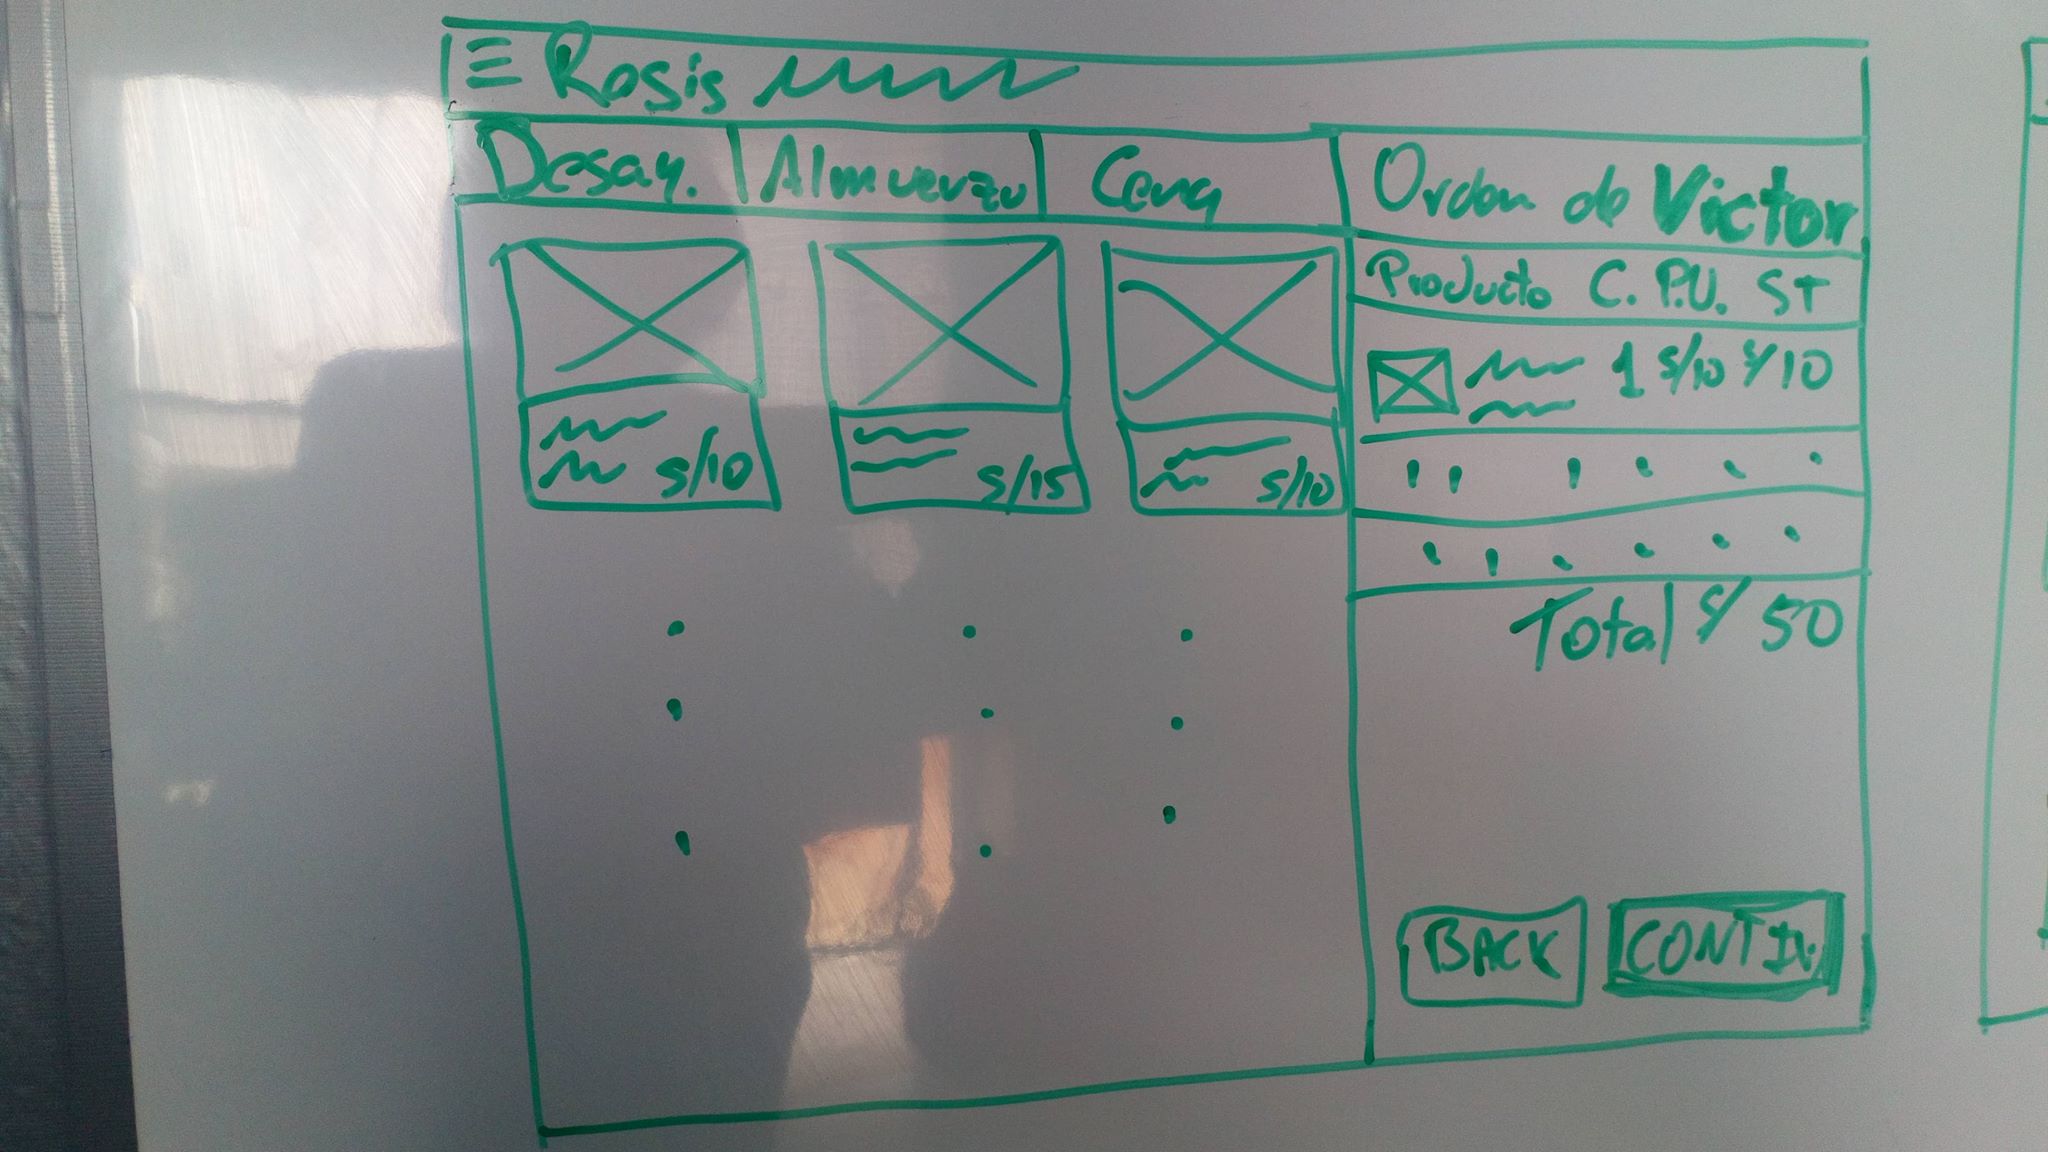 Rosis
Desay. Almuerzo Cena
Orden de Victor
Producto C. P.U. ST
1 S/10 S/10
S/10 S/15 S/10
Total S/ 50
BACK CONTIN.